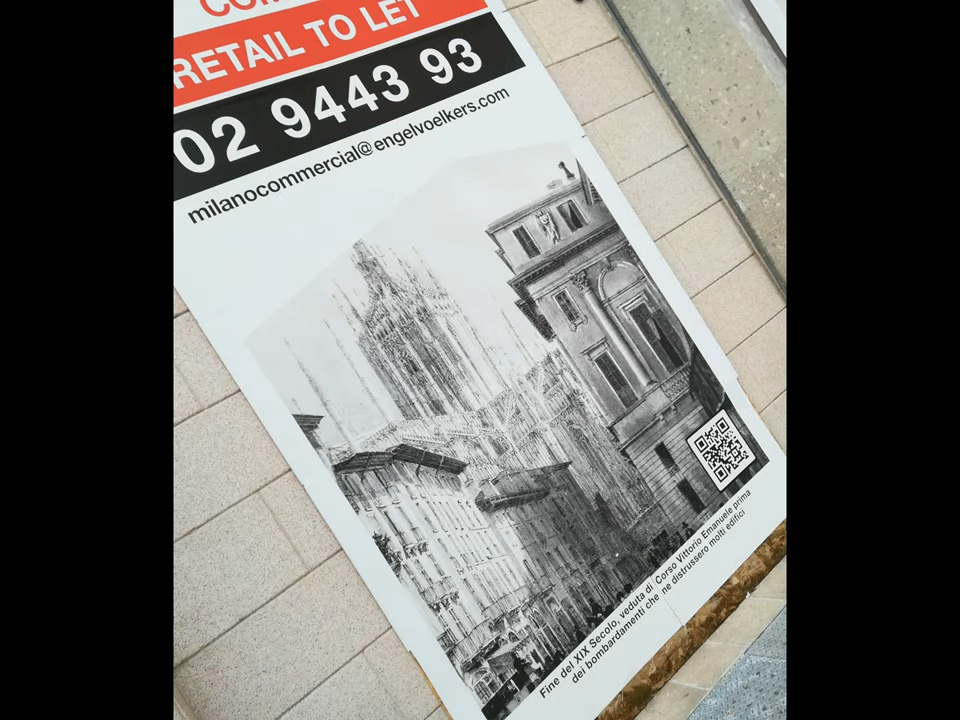 RETAIL TO LET
02 9443 93
milanocommercial@engelvoelkers.com
Fine del XIX Secolo, veduta di Corso Vittorio Emanuele prima
dei bombardamenti che ne distrussero molti edifici